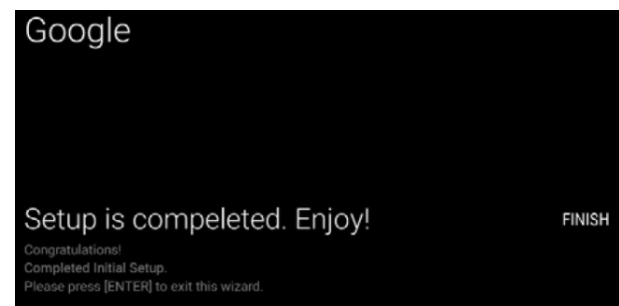 Google
Setup is compeleted. Enjoy!
FINISH
Congratulations!
Completed Initial Setup.
Please press [ENTER] to exit this wizard.